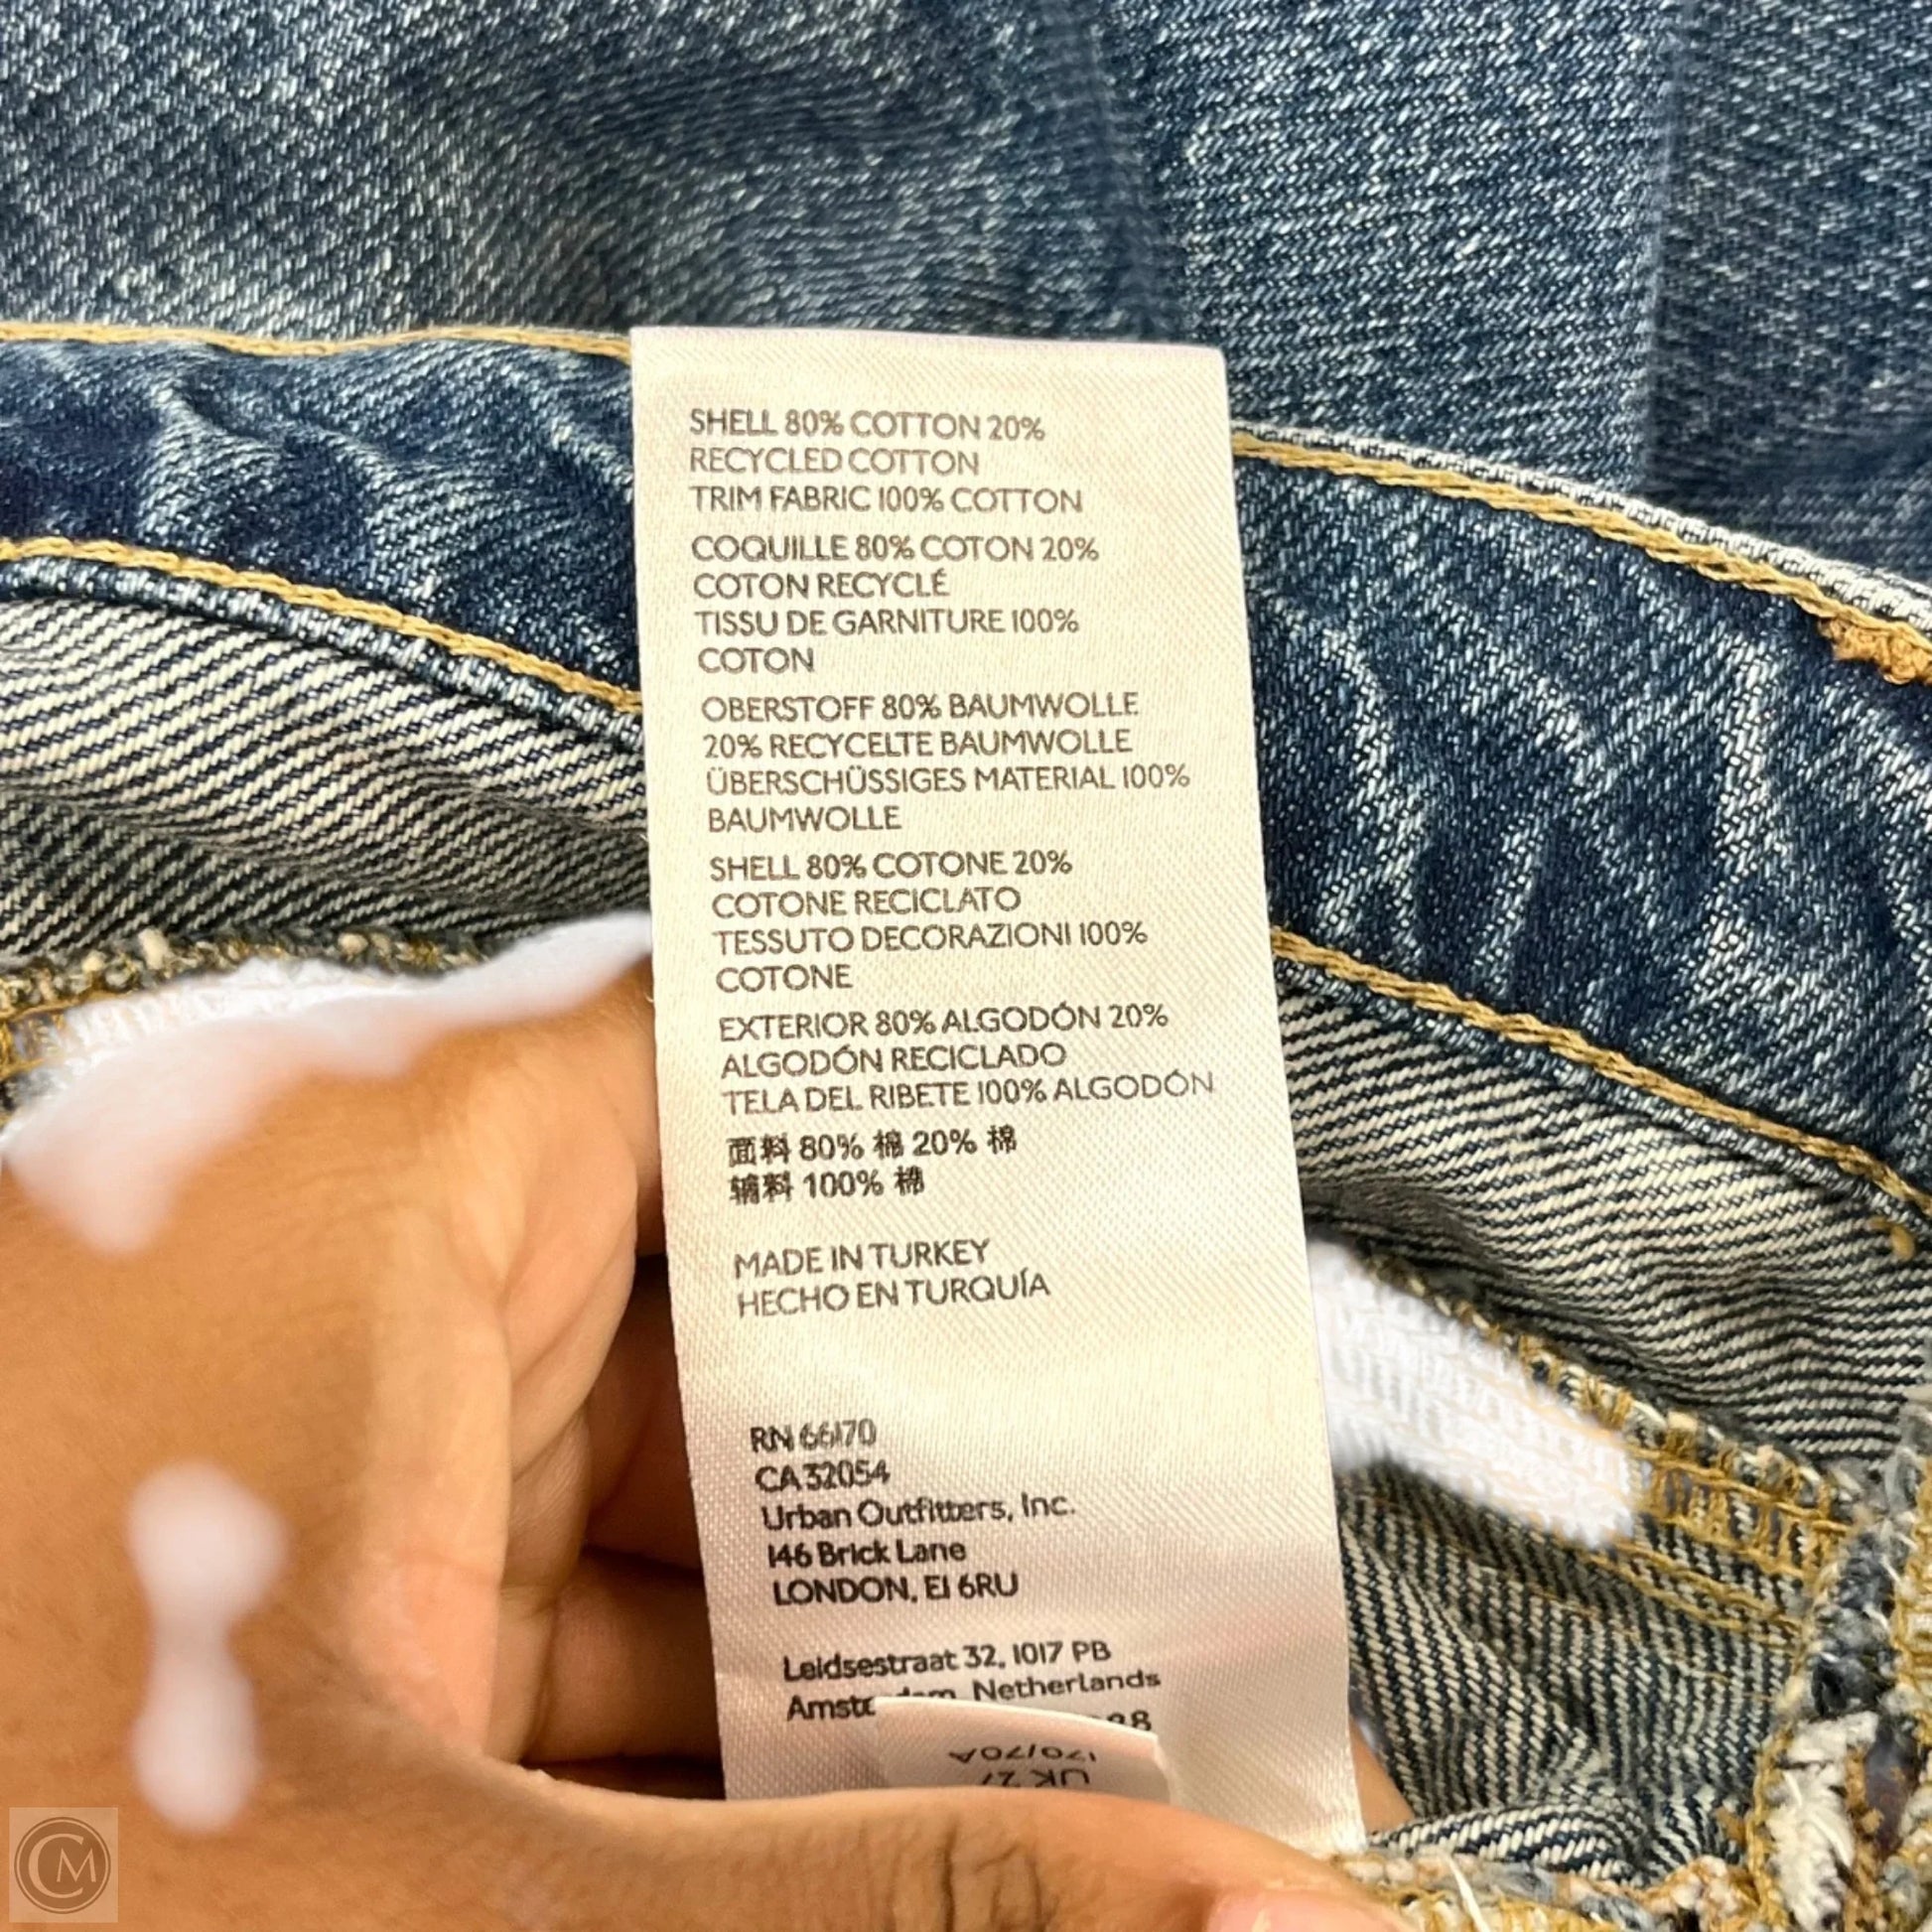 SHELL 80% COTTON 20%
RECYCLED COTTON
TRIM FABRIC 100% COTTON
COQUILLE 80% COTON 20%
COTON RECYCLÉ
TISSU DE GARNITURE 100%
COTON
OBERSTOFF 80% BAUMWOLLE
20% RECYCELTE BAUMWOLLE
ÜBERSCHÜSSIGES MATERIAL 100%
BAUMWOLLE
SHELL 80% COTONE 20%
COTONE RECICLATO
TESSUTO DECORAZIONI 100%
COTONE
EXTERIOR 80% ALGODÓN 20%
ALGODÓN RECICLADO
TELA DEL RIBETE 100% ALGODÓN
面料 80% 棉 20% 棉
辅料 100% 棉
MADE IN TURKEY
HECHO EN TURQUÍA
RN 66170
CA 32054
Urban Outfitters, Inc.
146 Brick Lane
LONDON, E1 6RU
Leidsestraat 32, 1017 PB
Netherlands
170/70A
UK
CM